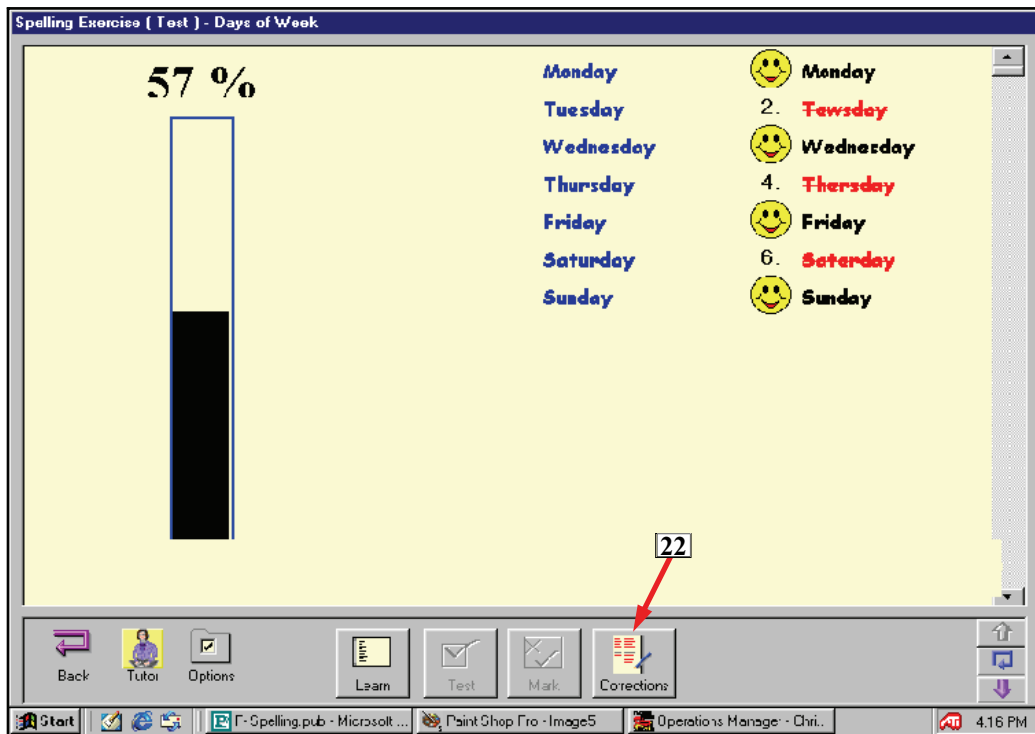 Spelling Exercise ( Test ) - Days of Week
57 %
Monday Monday
Tuesday 2. Tewsday
Wednesday Wednesday
Thursday 4. Thersday
Friday Friday
Saturday 6. Saterday
Sunday Sunday
22
Back Tutor Options Learn Test Mark Corrections
Start F-Spelling.pub - Microsoft ... Paint Shop Pro - Image5 Operations Manager - Chri.. 4.16 PM